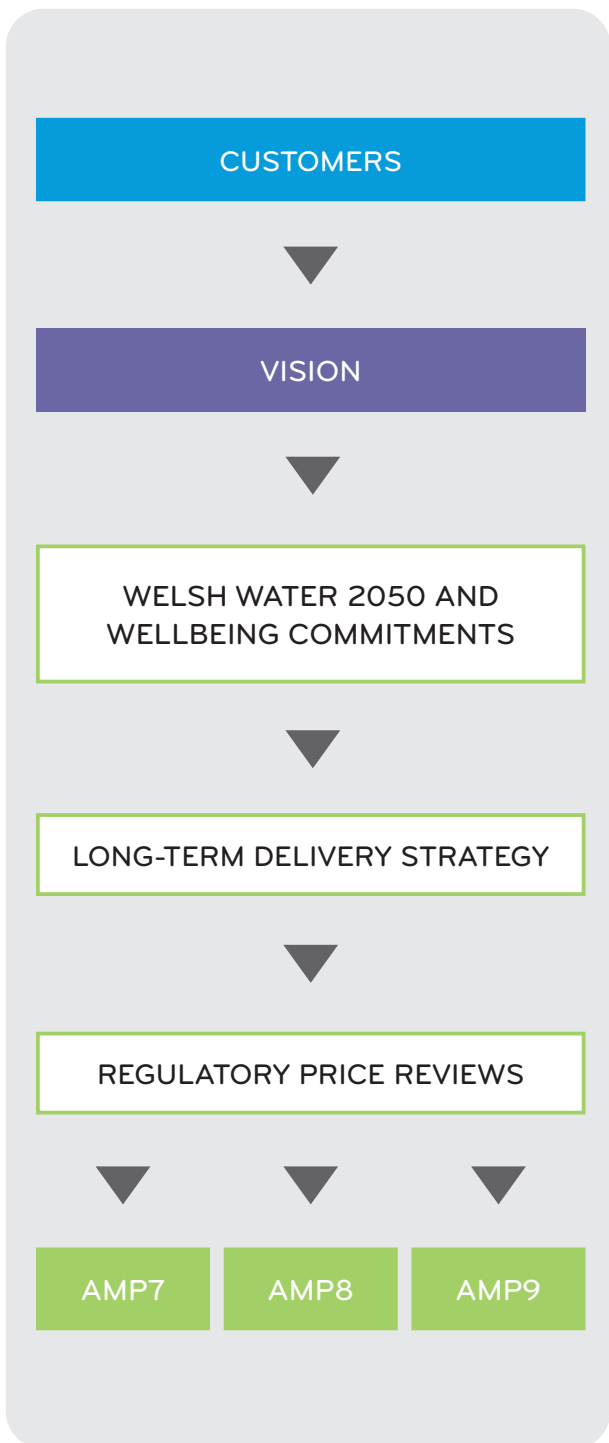 CUSTOMERS
VISION
WELSH WATER 2050 AND
WELLBEING COMMITMENTS
LONG-TERM DELIVERY STRATEGY
REGULATORY PRICE REVIEWS
AMP7 AMP8 AMP9